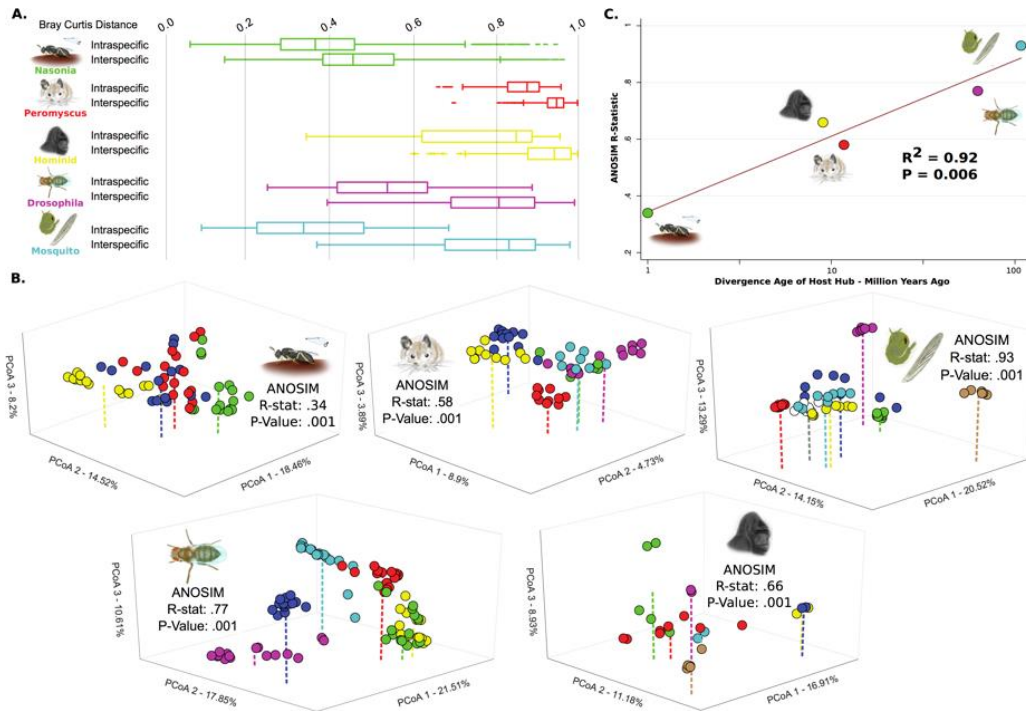 A.
Bray Curtis Distance
0.0
0.2
0.4
0.6
0.8
1.0
Intraspecific
Interspecific
Nasonia
Intraspecific
Interspecific
Peromyscus
Intraspecific
Interspecific
Hominid
Intraspecific
Interspecific
Drosophila
Intraspecific
Interspecific
Mosquito
C.
1
.8
.6
.4
.2
ANOSIM R-Statistic
R2 = 0.92
P = 0.006
1
10
100
Divergence Age of Host Hub - Million Years Ago
B.
PCoA 3 - 8.2%
PCoA 2 - 14.52%
PCoA 1 - 18.46%
ANOSIM
R-stat: .34
P-Value: .001
PCoA 3 - 3.89%
PCoA 1 - 8.9%
PCoA 2 - 4.73%
ANOSIM
R-stat: .58
P-Value: .001
PCoA 3 - 13.29%
PCoA 2 - 14.15%
PCoA 1 - 20.52%
ANOSIM
R-stat: .93
P-Value: .001
PCoA 3 - 10.61%
PCoA 2 - 17.85%
PCoA 1 - 21.51%
ANOSIM
R-stat: .77
P-Value: .001
PCoA 3 - 8.93%
PCoA 2 - 11.18%
PCoA 1 - 16.91%
ANOSIM
R-stat: .66
P-Value: .001